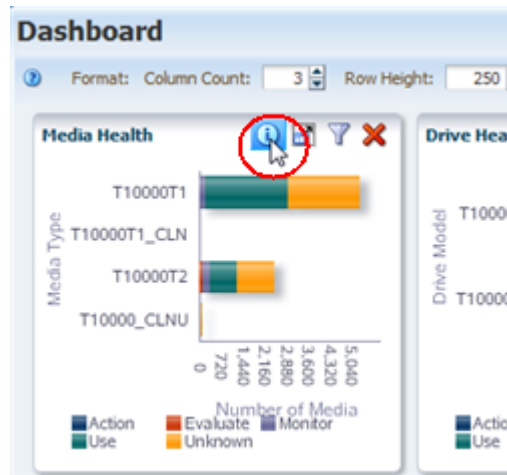 Dashboard
Format: Column Count: 3 Row Height: 250
Media Health
Drive Hea
Media Type
T10000T1
T10000T1_CLN
T10000T2
T10000_CLNU
0 720 1,440 2,160 2,880 3,600 4,320 5,040
Number of Media
Action Evaluate Monitor
Use Unknown
Drive Model
T1000
T1000
Actio
Use